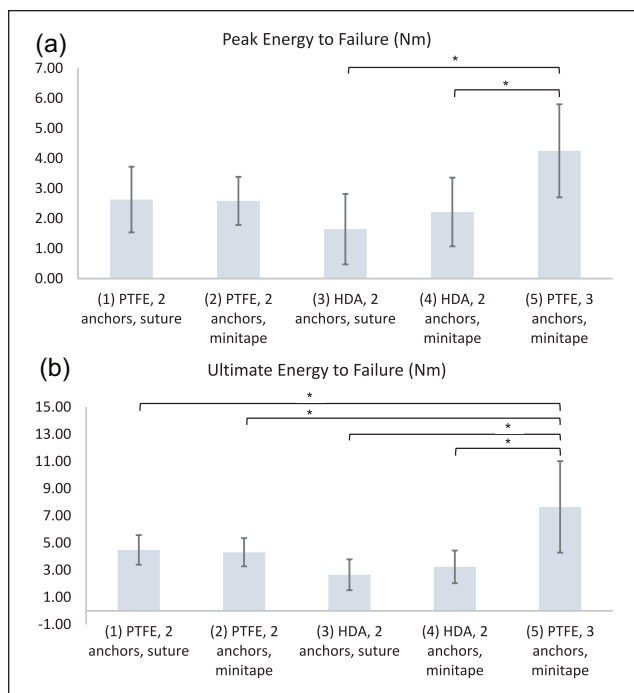 (a)
Peak Energy to Failure (Nm)
7.00
6.00
5.00
4.00
3.00
2.00
1.00
0.00
*
*
(1) PTFE, 2
anchors, suture
(2) PTFE, 2
anchors,
minitape
(3) HDA, 2
anchors, suture
(4) HDA, 2
anchors,
minitape
(5) PTFE, 3
anchors,
minitape
(b)
Ultimate Energy to Failure (Nm)
15.00
13.00
11.00
9.00
7.00
5.00
3.00
1.00
-1.00
*
*
*
*
(1) PTFE, 2
anchors, suture
(2) PTFE, 2
anchors,
minitape
(3) HDA, 2
anchors, suture
(4) HDA, 2
anchors,
minitape
(5) PTFE, 3
anchors,
minitape